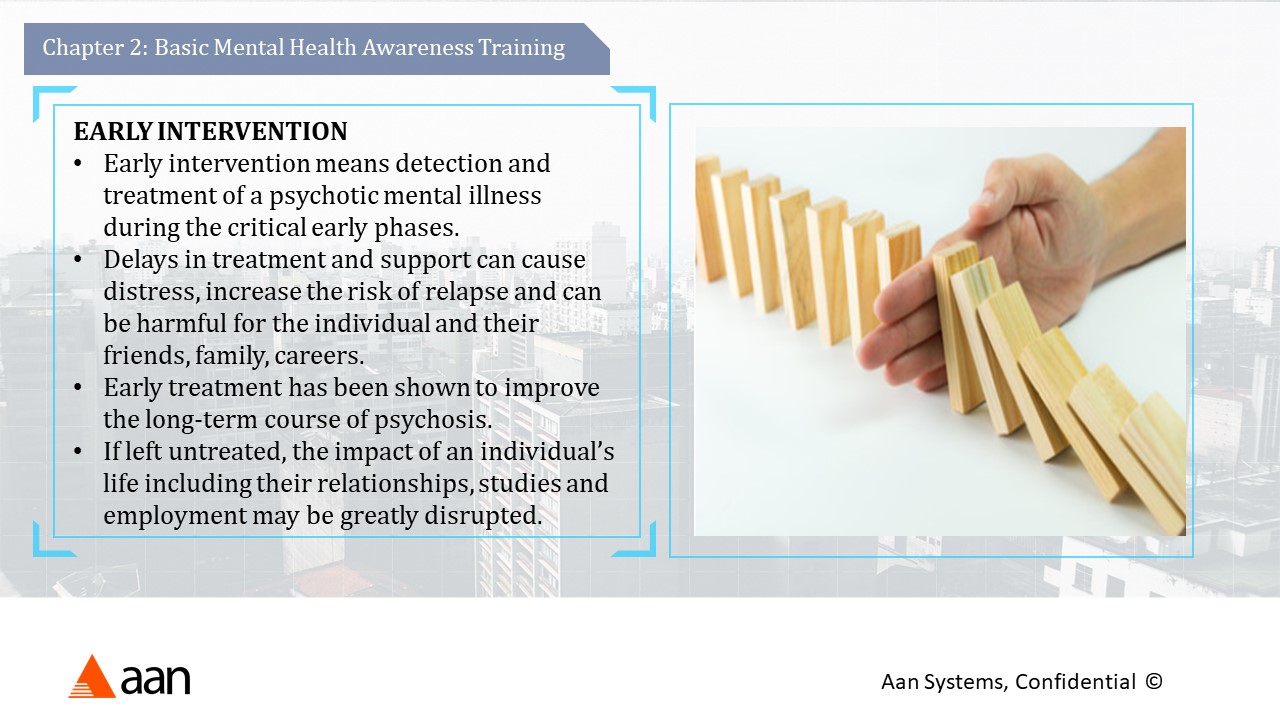 Chapter 2: Basic Mental Health Awareness Training
EARLY INTERVENTION
• Early intervention means detection and
treatment of a psychotic mental illness
during the critical early phases.
• Delays in treatment and support can cause
distress, increase the risk of relapse and can
be harmful for the individual and their
friends, family, careers.
• Early treatment has been shown to improve
the long-term course of psychosis.
• If left untreated, the impact of an individual’s
life including their relationships, studies and
employment may be greatly disrupted.
aan
Aan Systems, Confidential ©